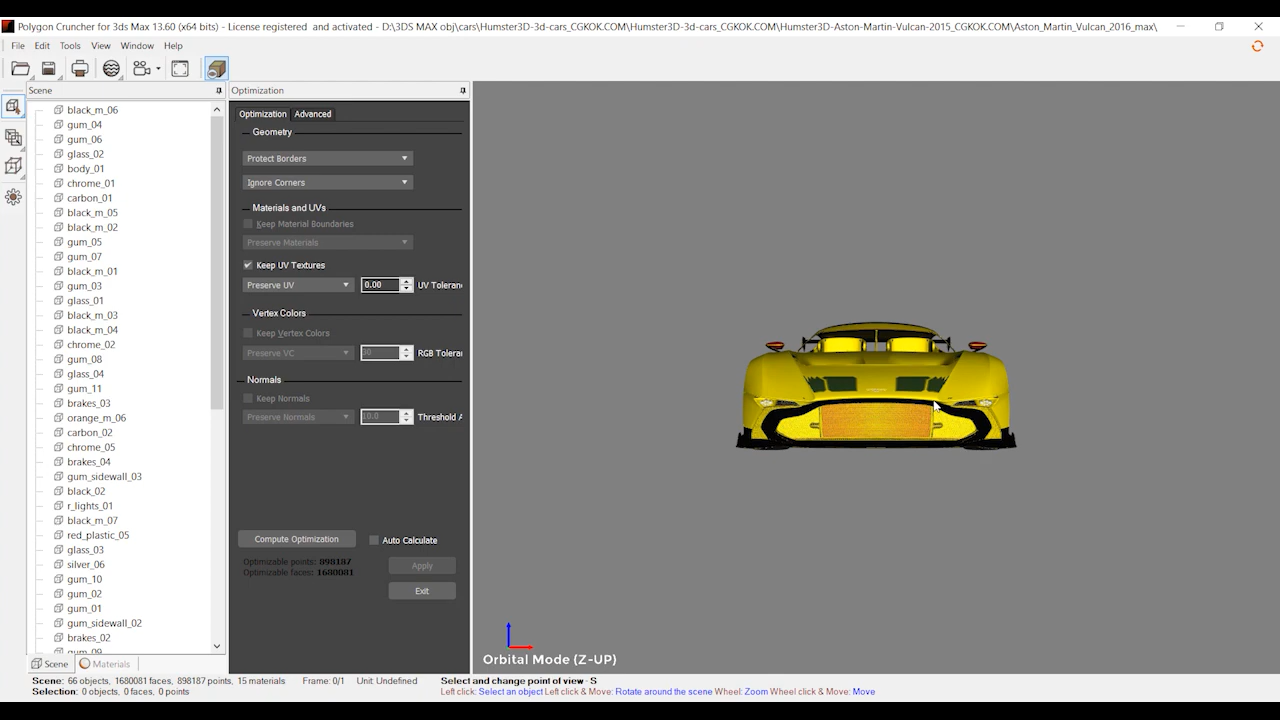 Polygon Cruncher for 3ds Max 13.60 (x64 bits) - License registered and activated - D:\3DS MAX obj\cars\Humster3D-3d-cars_CGKOK.COM\Humster3D-3d-cars_CGKOK.COM\Humster3D-Aston-Martin-Vulcan-2015_CGKOK.COM\Aston_Martin_Vulcan_2016_max\
File Edit Tools View Window Help
Scene
Optimization
black_m_06
gum_04
gum_06
glass_02
body_01
chrome_01
carbon_01
black_m_05
black_m_02
gum_05
gum_07
black_m_01
gum_03
glass_01
black_m_03
black_m_04
chrome_02
gum_08
glass_04
gum_11
brakes_03
orange_m_06
carbon_02
chrome_05
brakes_04
gum_sidewall_03
black_02
r_lights_01
black_m_07
red_plastic_05
glass_03
silver_06
gum_10
gum_02
gum_01
gum_sidewall_02
brakes_02
gum_09
Scene Materials
Optimization Advanced
Geometry
Protect Borders
Ignore Corners
Materials and UVs
Keep Material Boundaries
Preserve Materials
Keep UV Textures
Preserve UV 0.00 UV Toleran
Vertex Colors
Keep Vertex Colors
Preserve VC 30 RGB Tolerar
Normals
Keep Normals
Preserve Normals 10.0 Threshold A
Compute Optimization Auto Calculate
Optimizable points: 898187
Optimizable faces: 1680081
Apply
Exit
Orbital Mode (Z-UP)
Scene: 66 objects, 1680081 faces, 898187 points, 15 materials Frame: 0/1 Unit: Undefined
Selection: 0 objects, 0 faces, 0 points
Select and change point of view - S
Left click: Select an object Left click & Move: Rotate around the scene Wheel: Zoom Wheel click & Move: Move